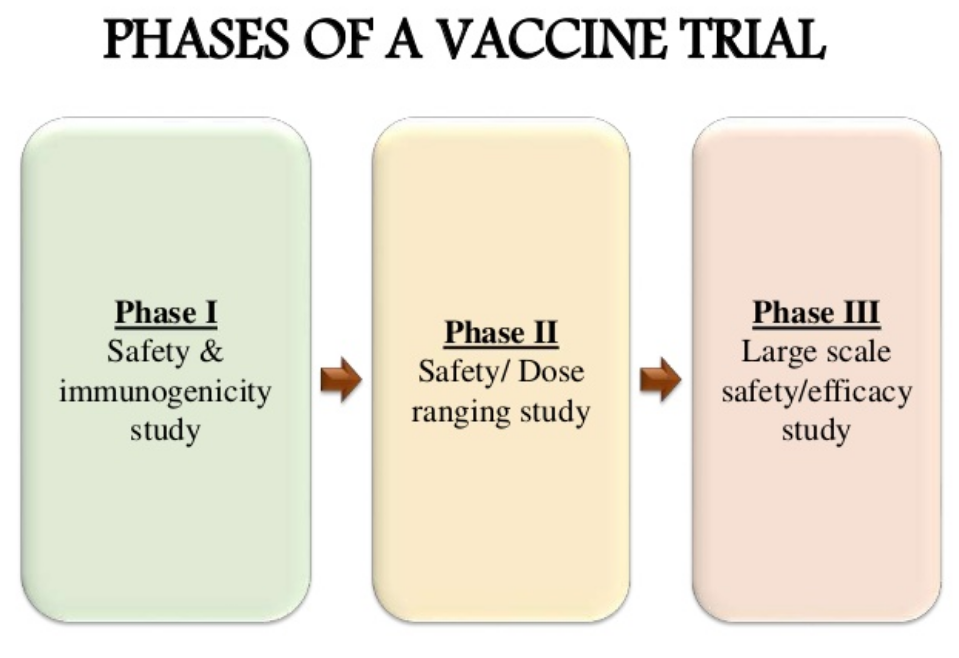 PHASES OF A VACCINE TRIAL
Phase I
Safety &
immunogenicity
study
Phase II
Safety/ Dose
ranging study
Phase III
Large scale
safety/efficacy
study